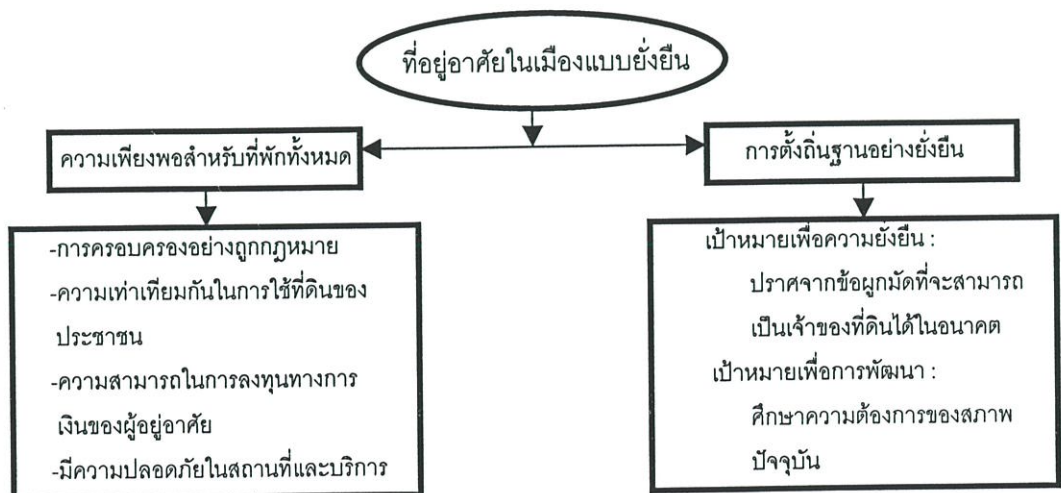 ที่อยู่อาศัยในเมืองแบบยั่งยืน
ความเพียงพอสำหรับที่พักทั้งหมด
การตั้งถิ่นฐานอย่างยั่งยืน
-การครอบครองอย่างถูกกฎหมาย
-ความเท่าเทียมกันในการใช้ที่ดินของ
ประชาชน
-ความสามารถในการลงทุนทางการ
เงินของผู้อยู่อาศัย
-มีความปลอดภัยในสถานที่และบริการ
เป้าหมายเพื่อความยั่งยืน :
ปราศจากข้อผูกมัดที่จะสามารถ
เป็นเจ้าของที่ดินได้ในอนาคต
เป้าหมายเพื่อการพัฒนา :
ศึกษาความต้องการของสภาพ
ปัจจุบัน